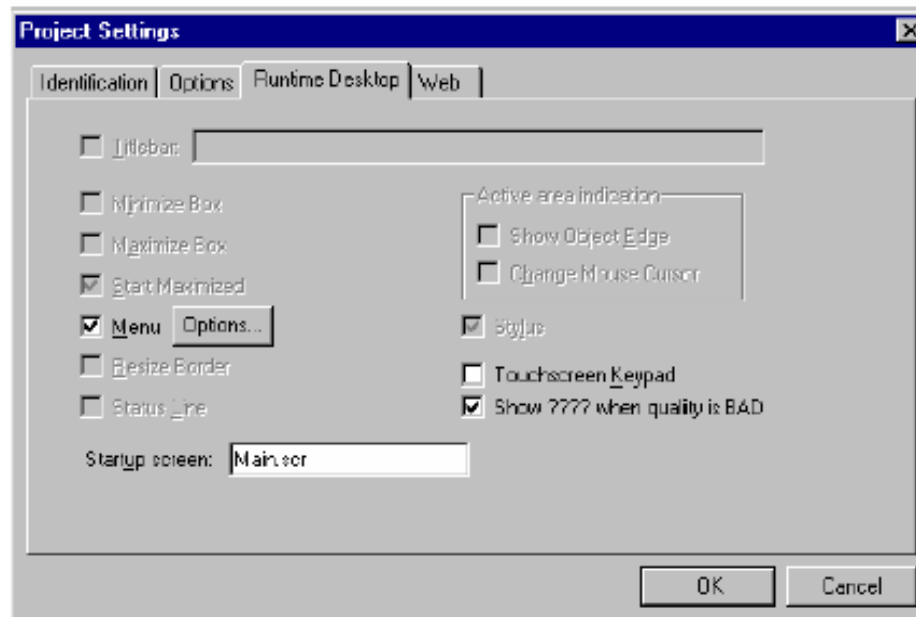 Project Settings
Identification Options Runtime Desktop Web
Titlebar:
Minimize Box
Maximize Box
Start Maximized
Menu Options...
Resize Border
Status Line
Active area indication
Show Object Edge
Change Mouse Cursor
Stylus
Touchscreen Keypad
Show ???? when quality is BAD
Startup screen: Main.scr
OK Cancel